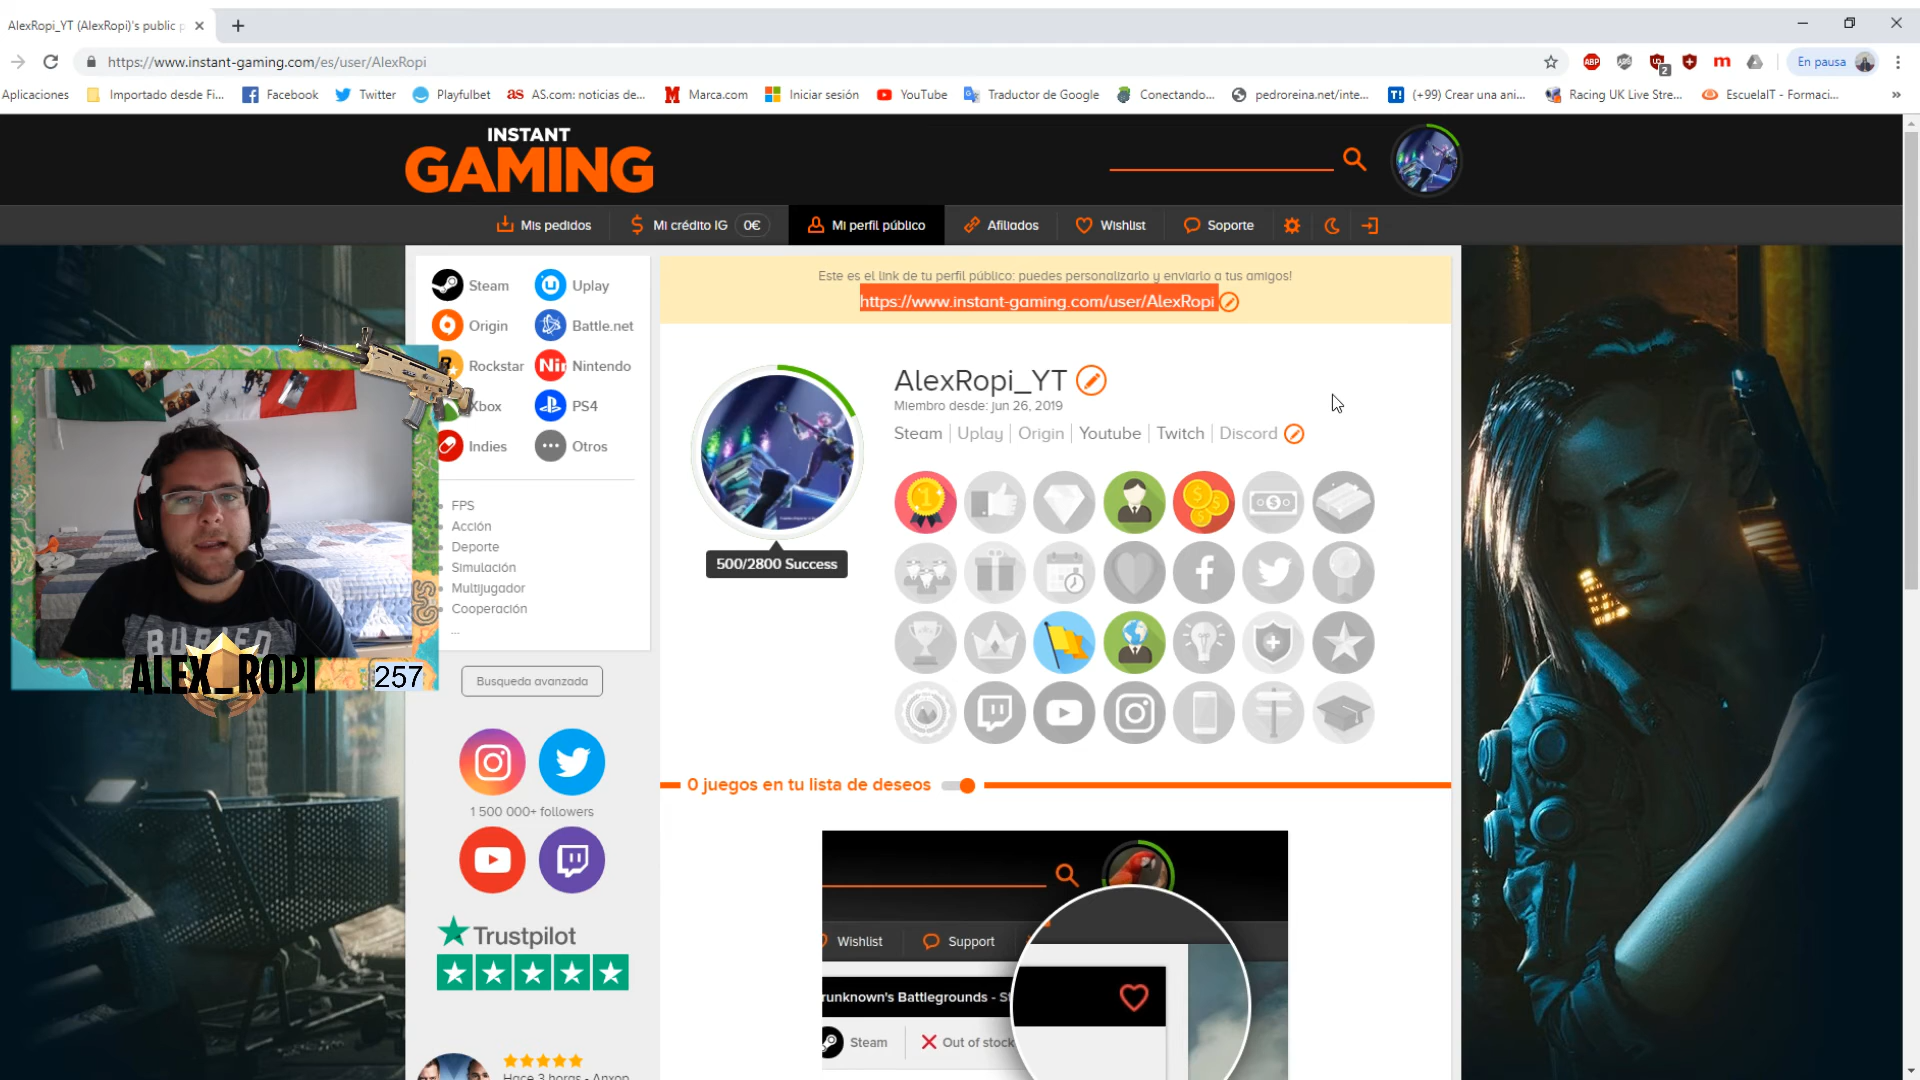 AlexRopi_YT (AlexRopi)'s public p
https://www.instant-gaming.com/es/user/AlexRopi
ABP
2
m
En pausa
Aplicaciones
Importado desde Fi...
Facebook
Twitter
Playfulbet
as AS.com: noticias de...
Marca.com
Iniciar sesión
YouTube
Traductor de Google
Conectando...
pedroreina.net/inte...
T! (+99) Crear una ani...
Racing UK Live Stre...
EscuelaIT - Formaci...
INSTANT
GAMING
Mis pedidos
Mi crédito IG 0€
Mi perfil público
Afiliados
Wishlist
Soporte
Steam
Uplay
Origin
Battle.net
Rockstar
Nintendo
Xbox
PS4
Indies
Otros
FPS
Acción
Deporte
Simulación
Multijugador
Cooperación
...
Busqueda avanzada
1 500 000+ followers
Trustpilot
Hace 3 horas - Anxop
BURIED
ALEX_ROPI
257
Este es el link de tu perfil público: puedes personalizarlo y enviarlo a tus amigos!
https://www.instant-gaming.com/user/AlexRopi
AlexRopi_YT
Miembro desde: jun 26, 2019
Steam | Uplay | Origin | Youtube | Twitch | Discord
500/2800 Success
0 juegos en tu lista de deseos
Wishlist
Support
runknown's Battlegrounds - St
Steam
Out of stock